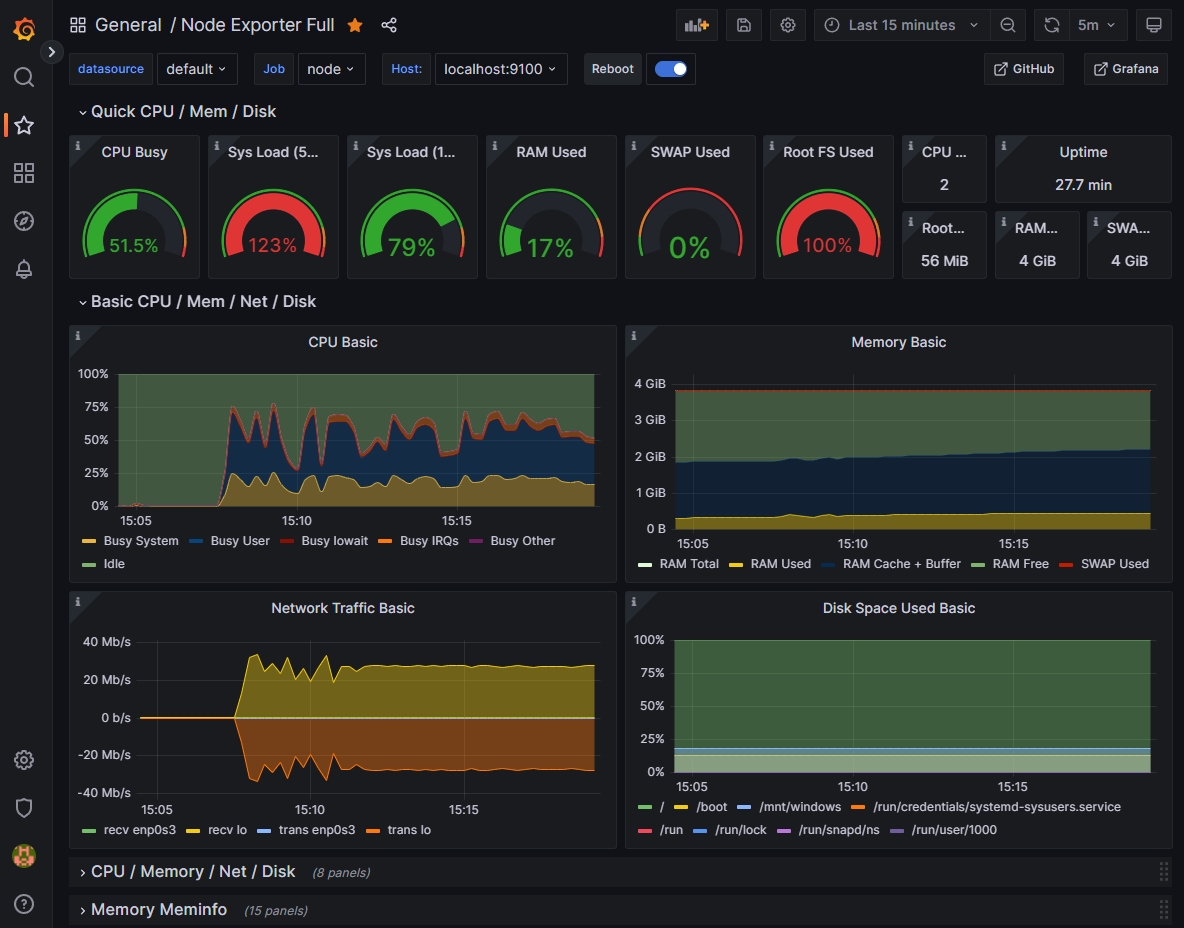 General / Node Exporter Full
Last 15 minutes
5m
datasource default Job node Host: localhost:9100 Reboot
GitHub Grafana
Quick CPU / Mem / Disk
CPU Busy
51.5%
Sys Load (5...
123%
Sys Load (1...
79%
RAM Used
17%
SWAP Used
0%
Root FS Used
100%
CPU ...
2
Uptime
27.7 min
Root...
56 MiB
RAM...
4 GiB
SWA...
4 GiB
Basic CPU / Mem / Net / Disk
CPU Basic
100%
75%
50%
25%
0%
15:05 15:10 15:15
Busy System Busy User Busy Iowait Busy IRQs Busy Other
Idle
Memory Basic
4 GiB
3 GiB
2 GiB
1 GiB
0 B
15:05 15:10 15:15
RAM Total RAM Used RAM Cache + Buffer RAM Free SWAP Used
Network Traffic Basic
40 Mb/s
20 Mb/s
0 b/s
-20 Mb/s
-40 Mb/s
15:05 15:10 15:15
recv enp0s3 recv lo trans enp0s3 trans lo
Disk Space Used Basic
100%
75%
50%
25%
0%
15:05 15:10 15:15
/ /boot /mnt/windows /run/credentials/systemd-sysusers.service
/run /run/lock /run/snapd/ns /run/user/1000
CPU / Memory / Net / Disk (8 panels)
Memory Meminfo (15 panels)